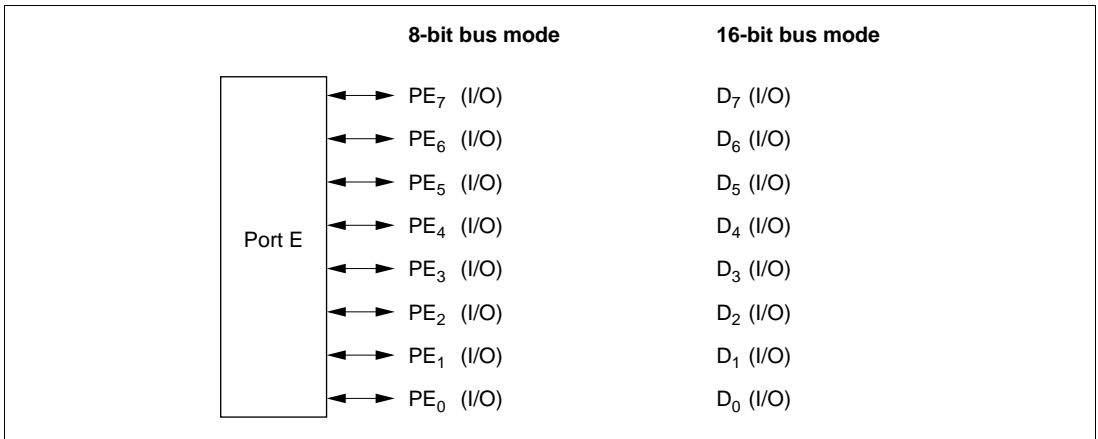 8-bit bus mode 16-bit bus mode
PE7 (I/O) D7 (I/O)
PE6 (I/O) D6 (I/O)
PE5 (I/O) D5 (I/O)
PE4 (I/O) D4 (I/O)
Port E
PE3 (I/O) D3 (I/O)
PE2 (I/O) D2 (I/O)
PE1 (I/O) D1 (I/O)
PE0 (I/O) D0 (I/O)